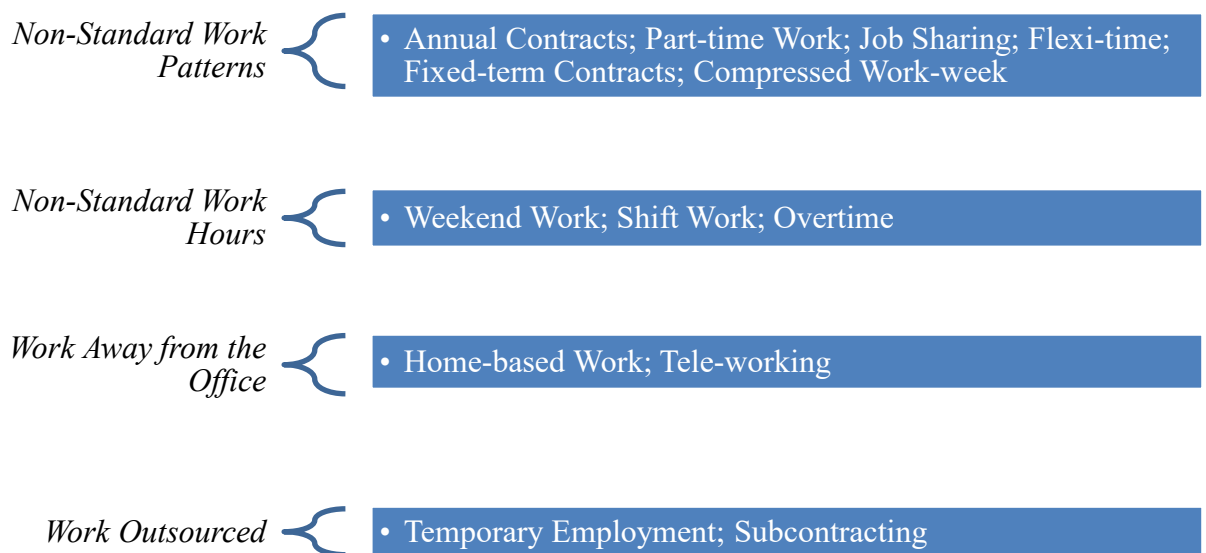 Non-Standard Work
Patterns
• Annual Contracts; Part-time Work; Job Sharing; Flexi-time;
Fixed-term Contracts; Compressed Work-week
Non-Standard Work
Hours
• Weekend Work; Shift Work; Overtime
Work Away from the
Office
• Home-based Work; Tele-working
Work Outsourced
• Temporary Employment; Subcontracting